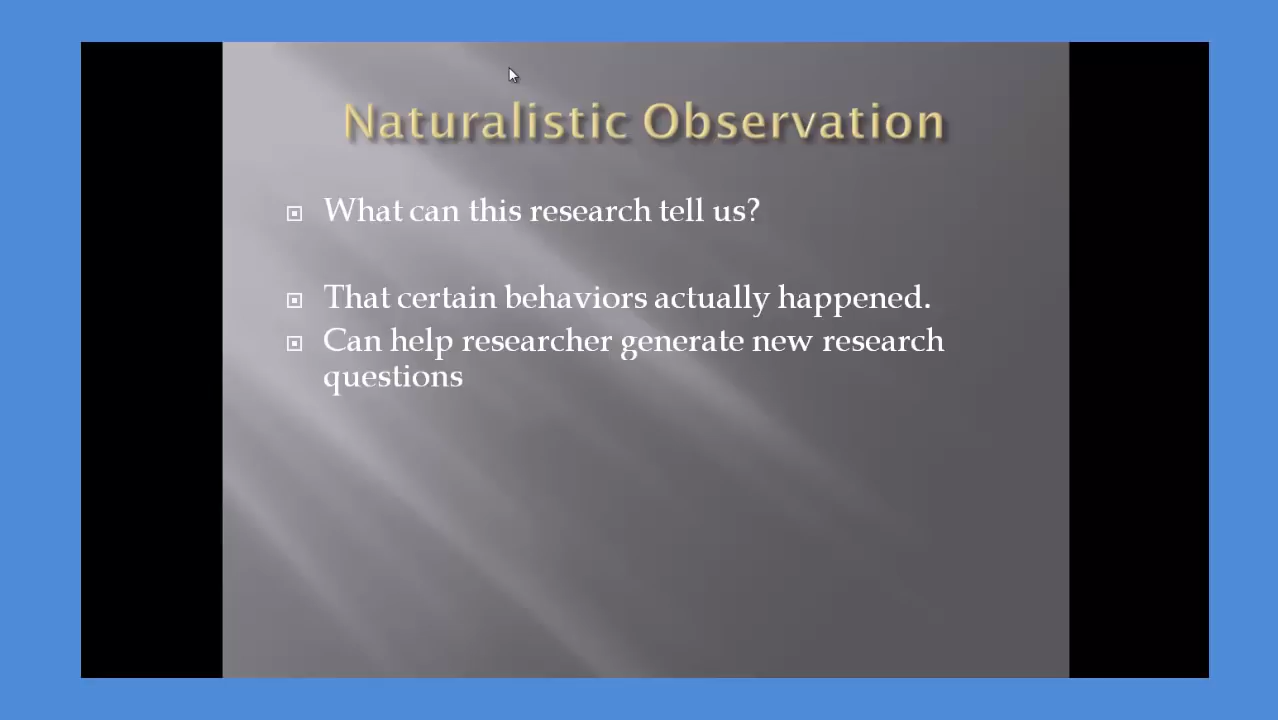 Naturalistic Observation
What can this research tell us?
That certain behaviors actually happened.
Can help researcher generate new research
questions